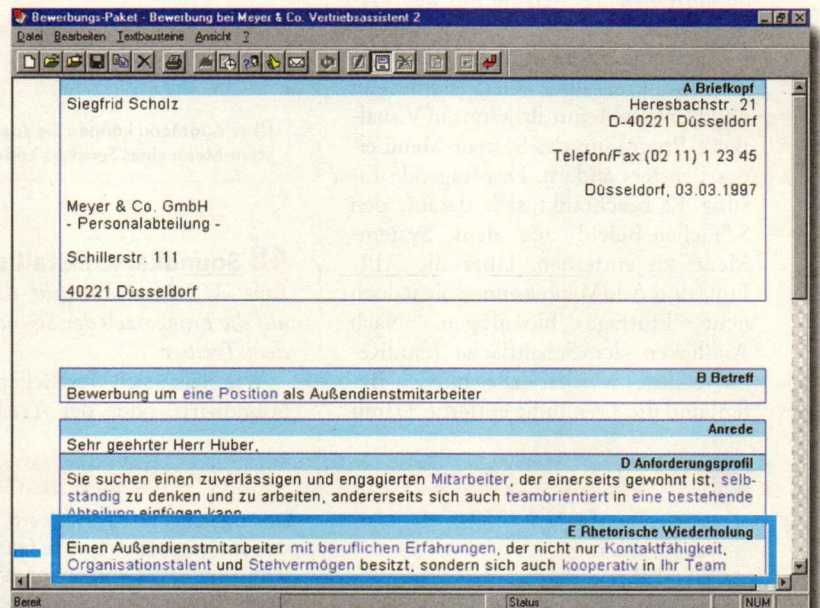 Bewerbungs-Paket - Bewerbung bei Meyer & Co. Vertriebsassistent 2
Datei Bearbeiten Textbausteine Ansicht ?
A Briefkopf
Siegfrid Scholz
Heresbachstr. 21
D-40221 Düsseldorf
Telefon/Fax (02 11) 1 23 45
Düsseldorf, 03.03.1997
Meyer & Co. GmbH
- Personalabteilung -
Schillerstr. 111
40221 Düsseldorf
B Betreff
Bewerbung um eine Position als Außendienstmitarbeiter
Anrede
Sehr geehrter Herr Huber,
D Anforderungsprofil
Sie suchen einen zuverlässigen und engagierten Mitarbeiter, der einerseits gewohnt ist, selb-
ständig zu denken und zu arbeiten, andererseits sich auch teambrientiert in eine bestehende
Abteilung einfügen kann
E Rhetorische Wiederholung
Einen Außendienstmitarbeiter mit beruflichen Erfahrungen, der nicht nur Kontaktfähigkeit,
Organisationstalent und Stehvermögen besitzt, sondern sich auch kooperativ in Ihr Team
Bereit Status NUM